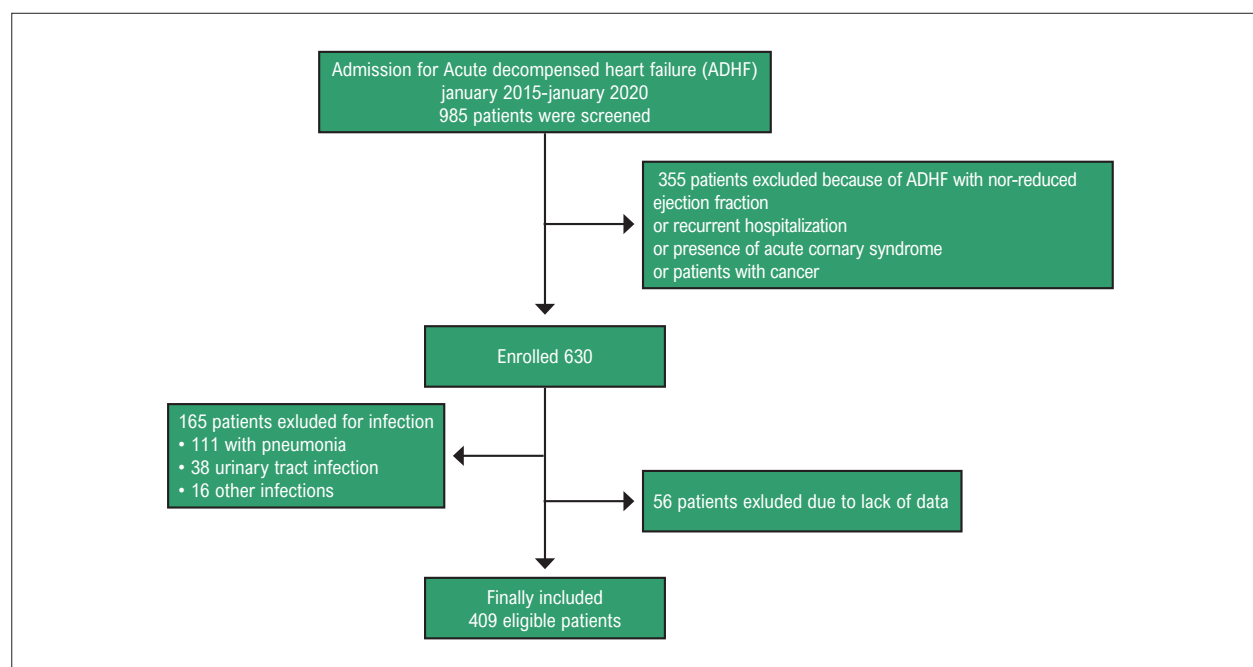 Admission for Acute decompensed heart failure (ADHF)
january 2015-january 2020
985 patients were screened
355 patients excluded because of ADHF with nor-reduced
ejection fraction
or recurrent hospitalization
or presence of acute cornary syndrome
or patients with cancer
Enrolled 630
165 patients exluded for infection
• 111 with pneumonia
• 38 urinary tract infection
• 16 other infections
56 patients exluded due to lack of data
Finally included
409 eligible patients